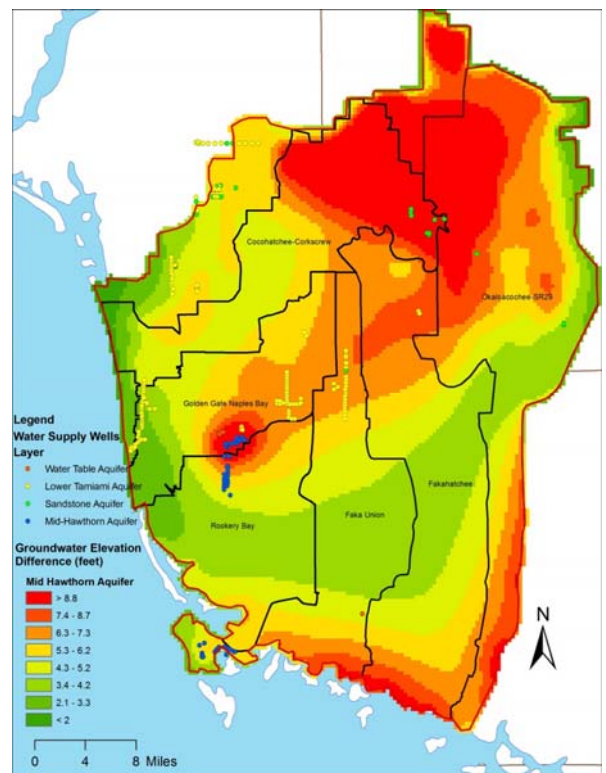 Cocohatchee-Corkscrew
Okaloacoochee-SR29
Golden Gate Naples Bay
Rookery Bay
Faka Union
Fakahatchee
Legend
Water Supply Wells
Layer
Water Table Aquifer
Lower Tamiami Aquifer
Sandstone Aquifer
Mid-Hawthorn Aquifer
Groundwater Elevation
Difference (feet)
Mid Hawthorn Aquifer
> 8.8
7.4 - 8.7
6.3 - 7.3
5.3 - 6.2
4.3 - 5.2
3.4 - 4.2
2.1 - 3.3
< 2
0 4 8 Miles
N